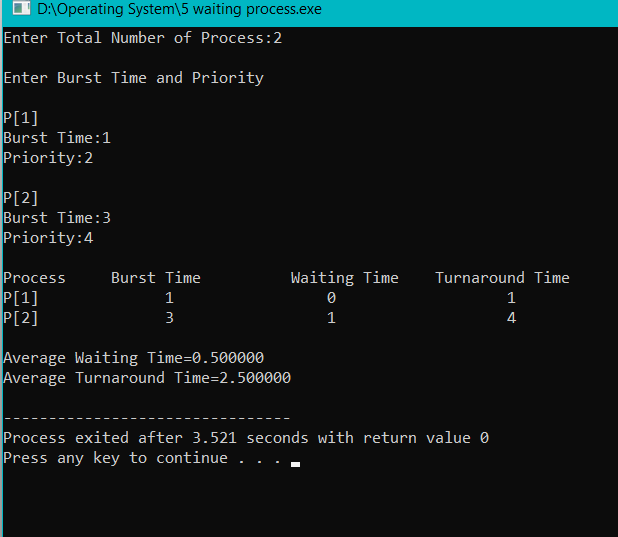 D:\Operating System\5 waiting process.exe
Enter Total Number of Process:2
Enter Burst Time and Priority
P[1]
Burst Time:1
Priority:2
P[2]
Burst Time:3
Priority:4
Process     Burst Time          Waiting Time    Turnaround Time
P[1]              1                 0                   1
P[2]              3                 1                   4
Average Waiting Time=0.500000
Average Turnaround Time=2.500000
--------------------------------
Process exited after 3.521 seconds with return value 0
Press any key to continue . . .